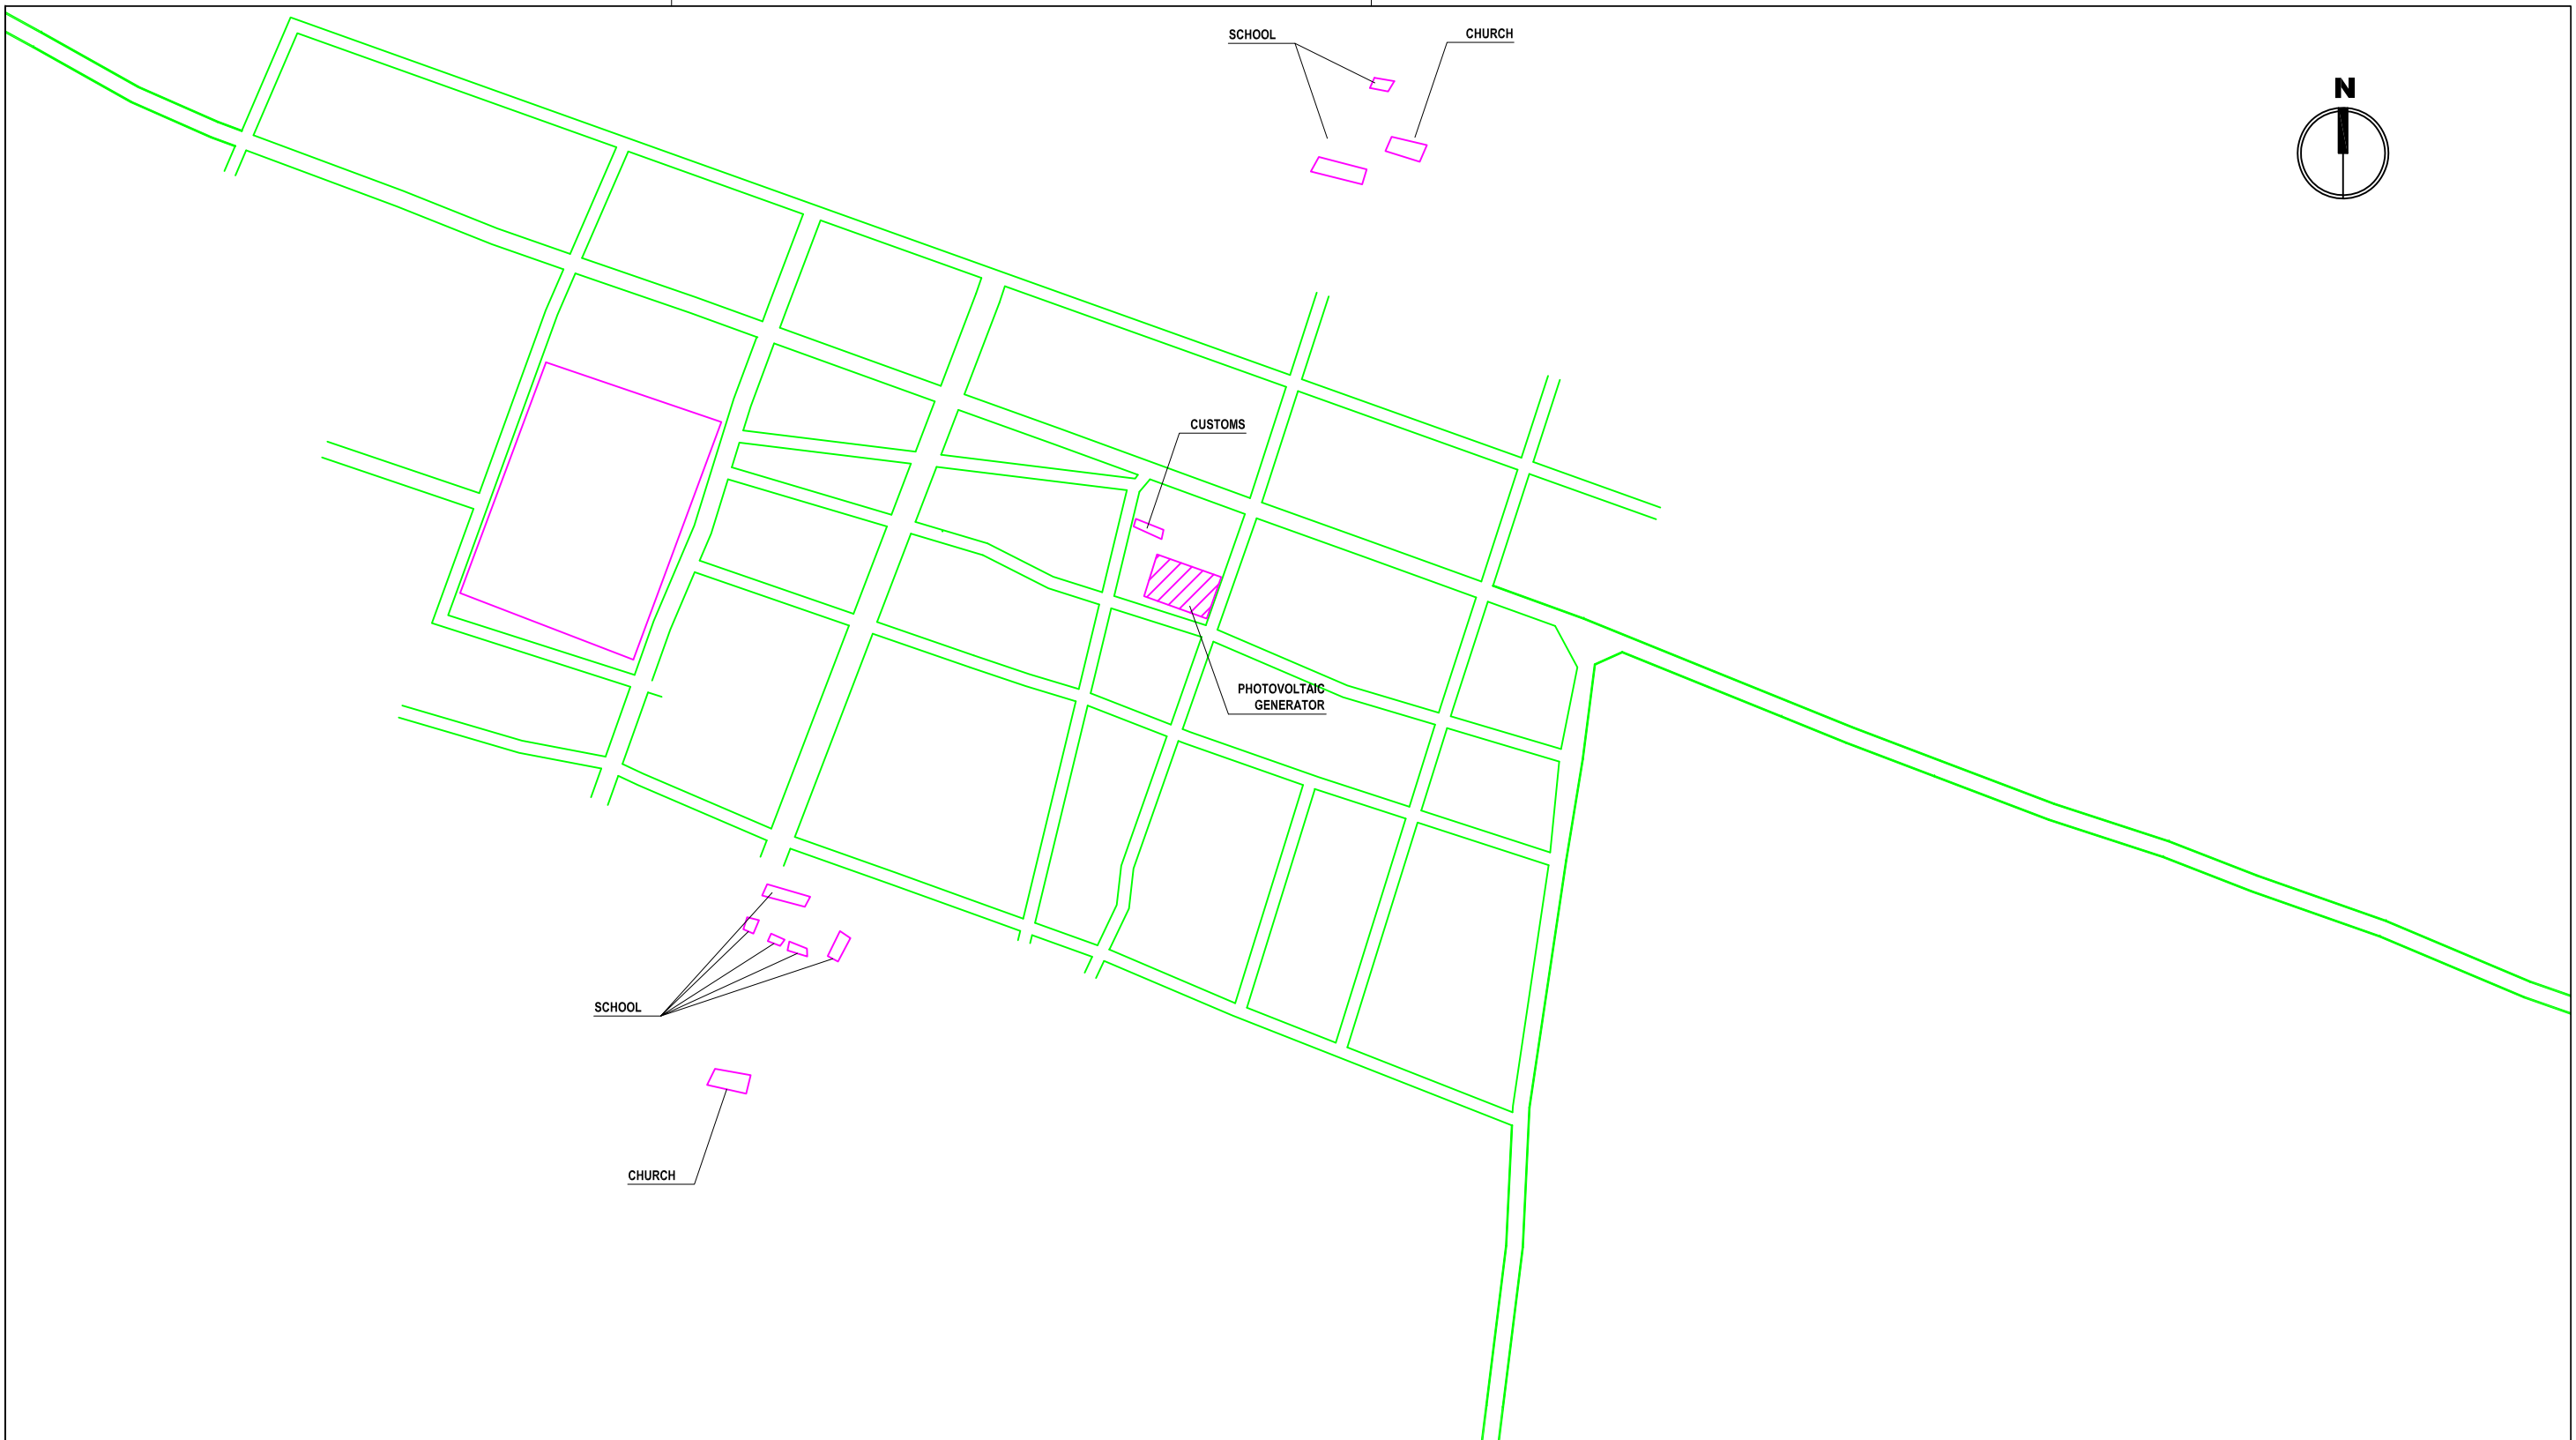 SCHOOL
CHURCH
N
CUSTOMS
PHOTOVOLTAIC
GENERATOR
SCHOOL
CHURCH